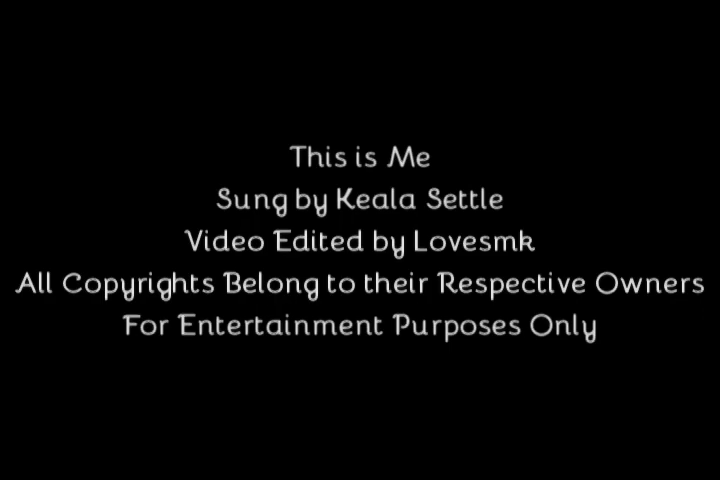 This is Me
Sung by Keala Settle
Video Edited by Lovesmk
All Copyrights Belong to their Respective Owners
For Entertainment Purposes Only